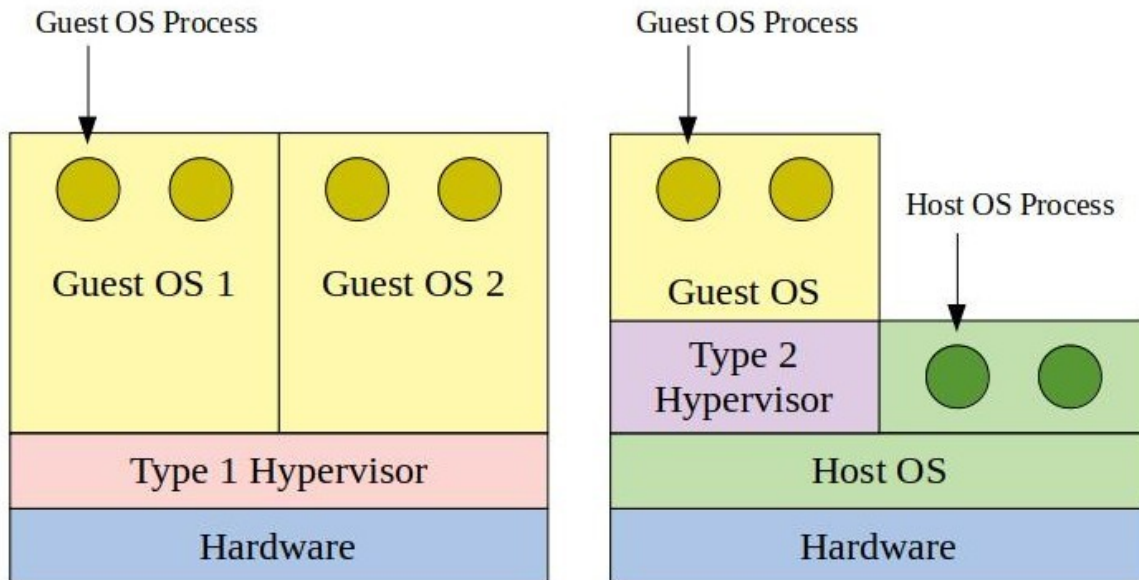 Guest OS Process
Guest OS 1
Guest OS 2
Type 1 Hypervisor
Hardware
Guest OS Process
Host OS Process
Guest OS
Type 2
Hypervisor
Host OS
Hardware